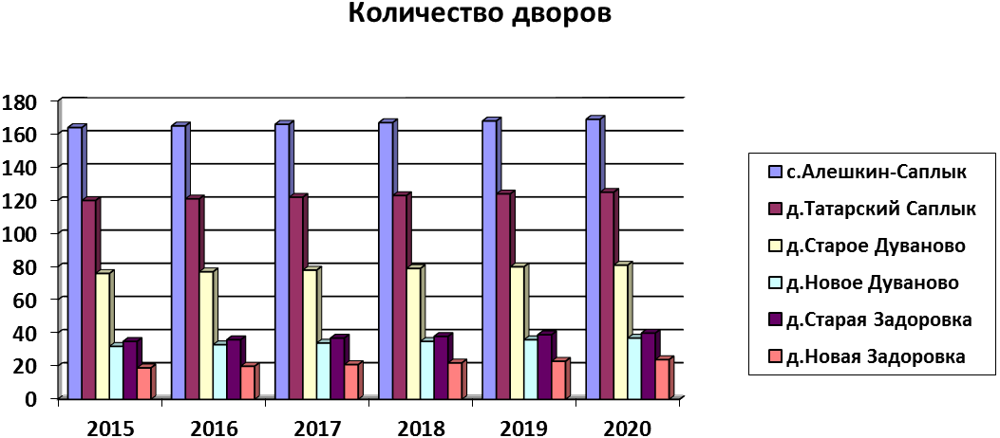 Количество дворов
180
160
140
120
100
80
60
40
20
0
2015 2016 2017 2018 2019 2020
с.Алешкин-Саплык
д.Татарский Саплык
д.Старое Дуваново
д.Новое Дуваново
д.Старая Задоровка
д.Новая Задоровка